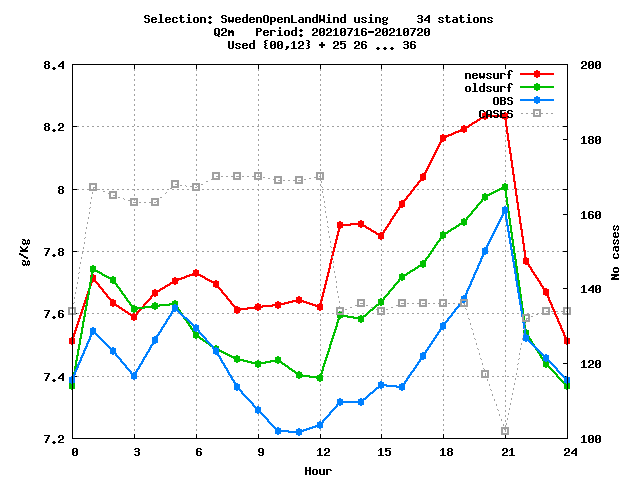 Selection: SwedenOpenLandWind using 34 stations
Q2m Period: 20210716-20210720
Used {00,12} + 25 26 ... 36
8.4 200
newsurf
oldsurf
OBS
CASES
8.2 180
8 160
7.8 140
7.6 120
7.4 100
7.2
g/Kg
No cases
0 3 6 9 12 15 18 21 24
Hour